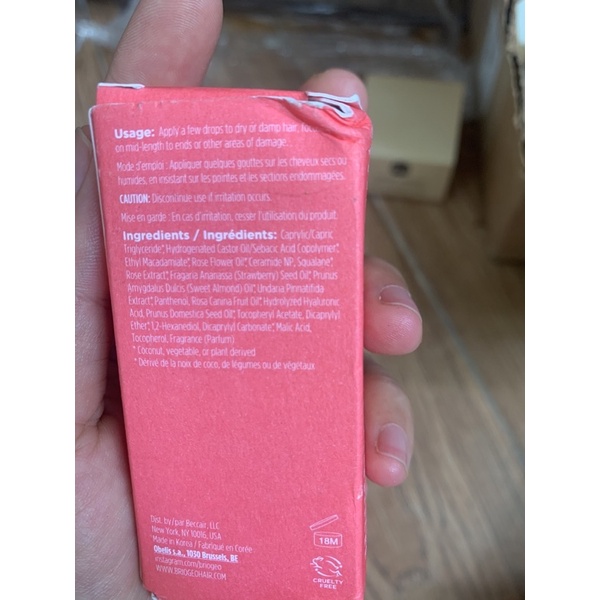 Usage: Apply a few drops to dry or damp hair,
on mid-length to ends or other areas of damage...
Mode d'emploi : Appliquer quelques gouttes sur les cheveux secs ou
humides, en insistant sur les pointes et les sections endommagées.
CAUTION: Discontinue use if irritation occurs.
Mise en garde : En cas d'irritation, cesser l'utilisation du produit.
Ingredients / Ingrédients: Caprylic/Capric
Triglyceride*, Hydrogenated Castor Oil/Sebacic Acid Copolymer*,
Ethyl Macadamiate*, Rose Flower Oil*, Ceramide NP, Squalane*,
Rose Extract*, Fragaria Ananassa (Strawberry) Seed Oil*, Prunus
Amygdalus Dulcis (Sweet Almond) Oil*, Undaria Pinnatifida
Extract*, Panthenol, Rosa Canina Fruit Oil*, Hydrolyzed Hyaluronic
Acid, Prunus Domestica Seed Oil*, Tocopheryl Acetate, Dicaprylyl
Ether*, 1,2-Hexanediol, Dicaprylyl Carbonate*, Malic Acid,
Tocopherol, Fragrance (Parfum)
* Coconut, vegetable, or plant derived
* Dérivé de la noix de coco, de légumes ou de végétaux
Dist. by/par Beccair, LLC
New York, NY 10016, USA
Made in Korea / Fabriqué en Corée
Obelis s.a., 1030 Brussels, BE
instagram.com/briogeo
WWW.BRIOGEOHAIR.COM
18M
CRUELTY
FREE